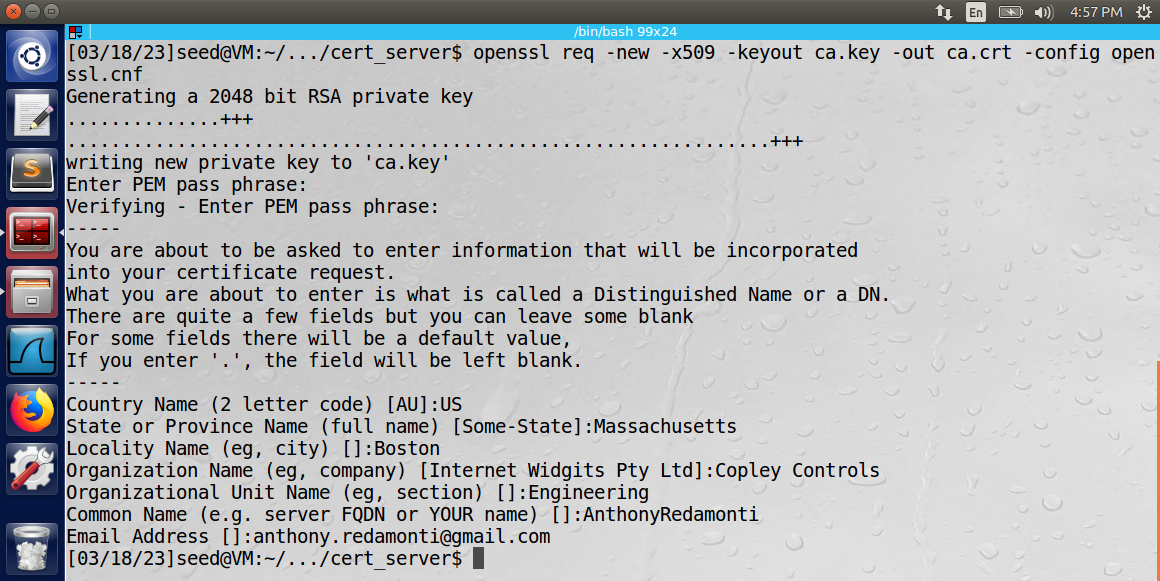 En
4:57 PM
/bin/bash 99x24
[03/18/23]seed@VM:~/.../cert_server$ openssl req -new -x509 -keyout ca.key -out ca.crt -config open
ssl.cnf
Generating a 2048 bit RSA private key
..............+++
................................................................+++
writing new private key to 'ca.key'
Enter PEM pass phrase:
Verifying - Enter PEM pass phrase:
-----
You are about to be asked to enter information that will be incorporated
into your certificate request.
What you are about to enter is what is called a Distinguished Name or a DN.
There are quite a few fields but you can leave some blank
For some fields there will be a default value,
If you enter '.', the field will be left blank.
-----
Country Name (2 letter code) [AU]:US
State or Province Name (full name) [Some-State]:Massachusetts
Locality Name (eg, city) []:Boston
Organization Name (eg, company) [Internet Widgits Pty Ltd]:Copley Controls
Organizational Unit Name (eg, section) []:Engineering
Common Name (e.g. server FQDN or YOUR name) []:AnthonyRedamonti
Email Address []:anthony.redamonti@gmail.com
[03/18/23]seed@VM:~/.../cert_server$